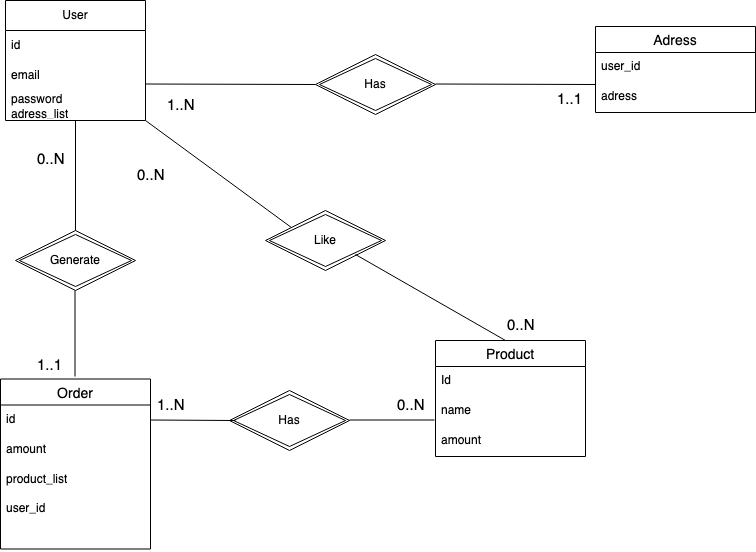 User
id
email
password
adress_list
Has
1..N
1..1
Adress
user_id
adress
0..N
0..N
Generate
Like
1..1
0..N
Order
id
amount
product_list
user_id
1..N
Has
0..N
Product
Id
name
amount